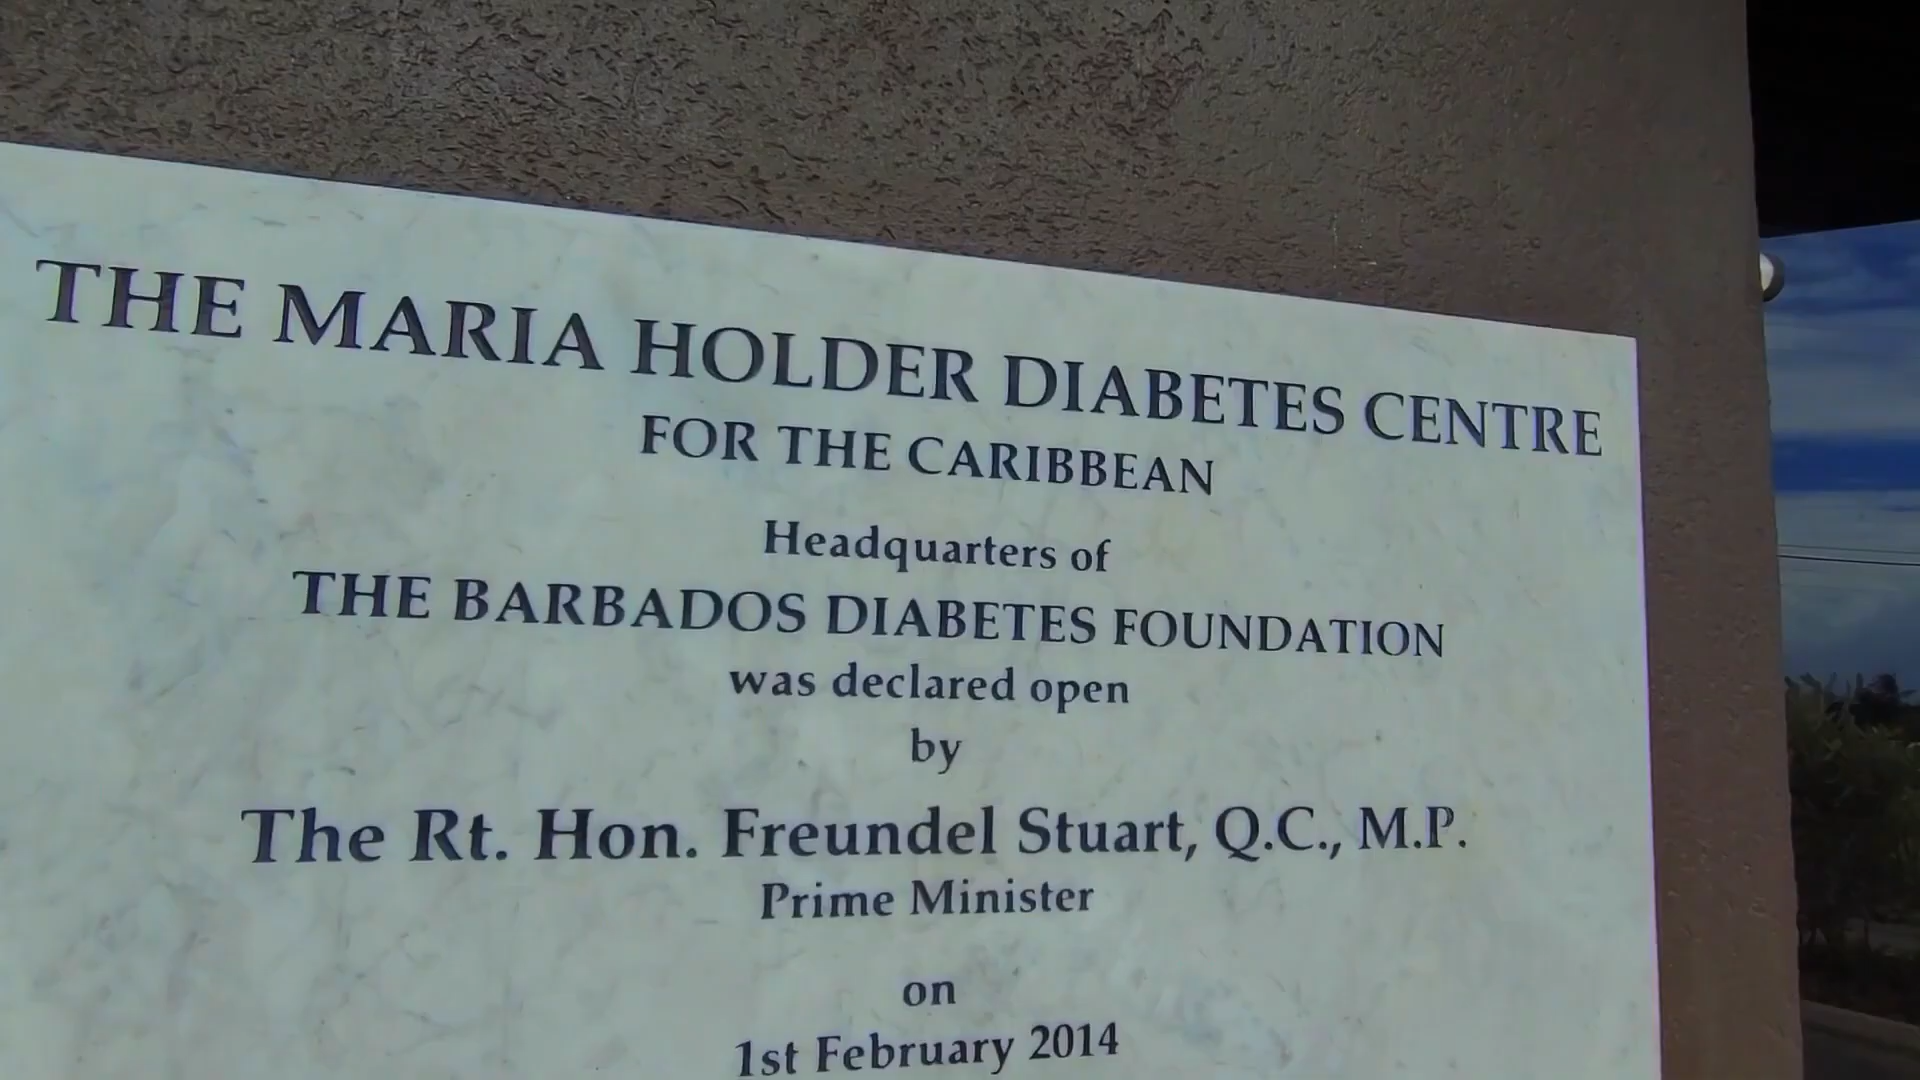 THE MARIA HOLDER DIABETES CENTRE
FOR THE CARIBBEAN
Headquarters of
THE BARBADOS DIABETES FOUNDATION
was declared open
by
The Rt. Hon. Freundel Stuart, Q.C., M.P.
Prime Minister
on
1st February 2014